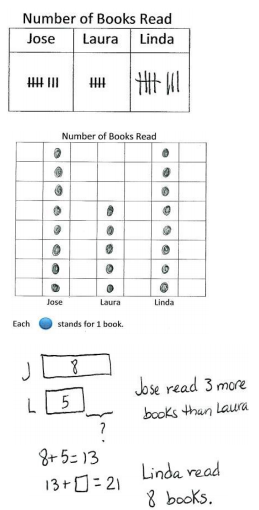 Number of Books Read
Jose Laura Linda
Number of Books Read
Jose Laura Linda
Each stands for 1 book.
J 8
L 5
?
Jose read 3 more
books than Laura
8+5=13
13+□=21
Linda read
8 books.